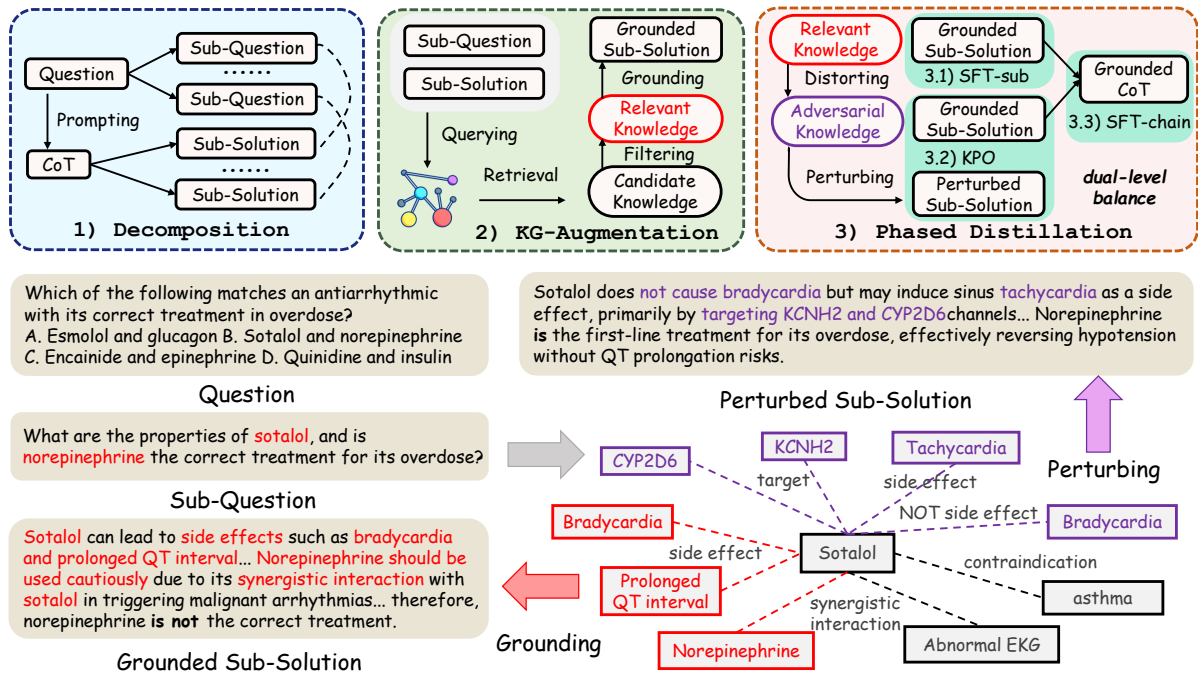 Question
Prompting
CoT
Sub-Question
......
Sub-Question
Sub-Solution
......
Sub-Solution
1) Decomposition
Sub-Question
Sub-Solution
Querying
Retrieval
Grounded
Sub-Solution
Grounding
Relevant
Knowledge
Filtering
Candidate
Knowledge
2) KG-Augmentation
Relevant
Knowledge
Distorting
Adversarial
Knowledge
Perturbing
Grounded
Sub-Solution
3.1) SFT-sub
Grounded
Sub-Solution
3.2) KPO
Perturbed
Sub-Solution
Grounded
CoT
3.3) SFT-chain
dual-level
balance
3) Phased Distillation
Which of the following matches an antiarrhythmic
with its correct treatment in overdose?
A. Esmolol and glucagon B. Sotalol and norepinephrine
C. Encainide and epinephrine D. Quinidine and insulin
Question
What are the properties of sotalol, and is
norepinephrine the correct treatment for its overdose?
Sub-Question
Sotalol can lead to side effects such as bradycardia
and prolonged QT interval... Norepinephrine should be
used cautiously due to its synergistic interaction with
sotalol in triggering malignant arrhythmias... therefore,
norepinephrine is not the correct treatment.
Grounded Sub-Solution
Sotalol does not cause bradycardia but may induce sinus tachycardia as a side
effect, primarily by targeting KCNH2 and CYP2D6channels... Norepinephrine
is the first-line treatment for its overdose, effectively reversing hypotension
without QT prolongation risks.
Perturbed Sub-Solution
Perturbing
CYP2D6
KCNH2
Tachycardia
target
side effect
NOT side effect
Bradycardia
Bradycardia
side effect
Sotalol
contraindication
Prolonged
QT interval
synergistic
interaction
asthma
Grounding
Norepinephrine
Abnormal EKG